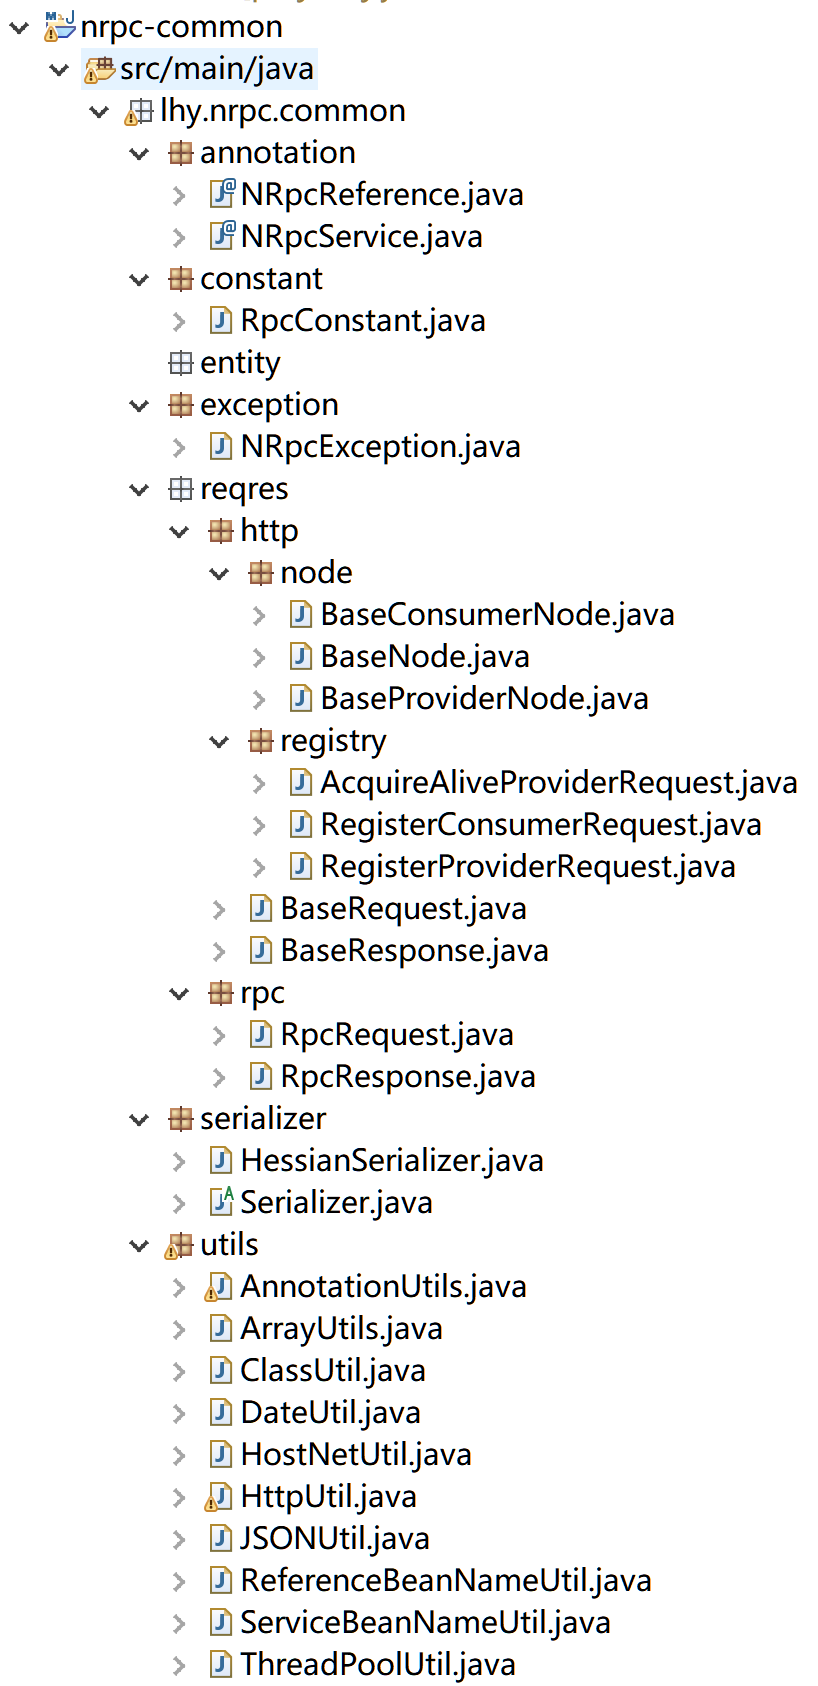 nrpc-common
src/main/java
lhy.nrpc.common
annotation
NRpcReference.java
NRpcService.java
constant
RpcConstant.java
entity
exception
NRpcException.java
reqres
http
node
BaseConsumerNode.java
BaseNode.java
BaseProviderNode.java
registry
AcquireAliveProviderRequest.java
RegisterConsumerRequest.java
RegisterProviderRequest.java
BaseRequest.java
BaseResponse.java
rpc
RpcRequest.java
RpcResponse.java
serializer
HessianSerializer.java
Serializer.java
utils
AnnotationUtils.java
ArrayUtils.java
ClassUtil.java
DateUtil.java
HostNetUtil.java
HttpUtil.java
JSONUtil.java
ReferenceBeanNameUtil.java
ServiceBeanNameUtil.java
ThreadPoolUtil.java